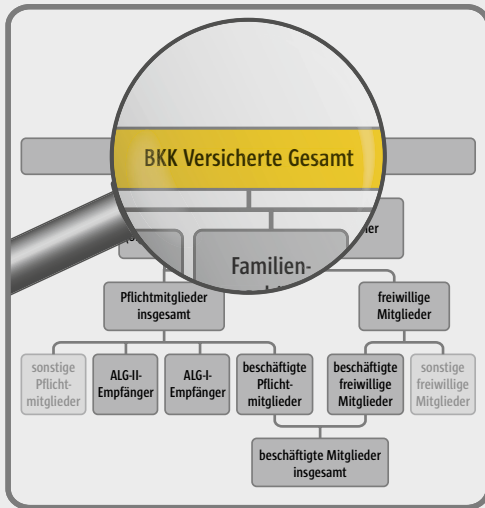 BKK Versicherte Gesamt
Familien-
Pflichtmitglieder
insgesamt
freiwillige
Mitglieder
sonstige
Pflicht-
mitglieder
ALG-II-
Empfänger
ALG-I-
Empfänger
beschäftigte
Pflicht-
mitglieder
beschäftigte
freiwillige
Mitglieder
sonstige
freiwillige
Mitglieder
beschäftigte Mitglieder
insgesamt